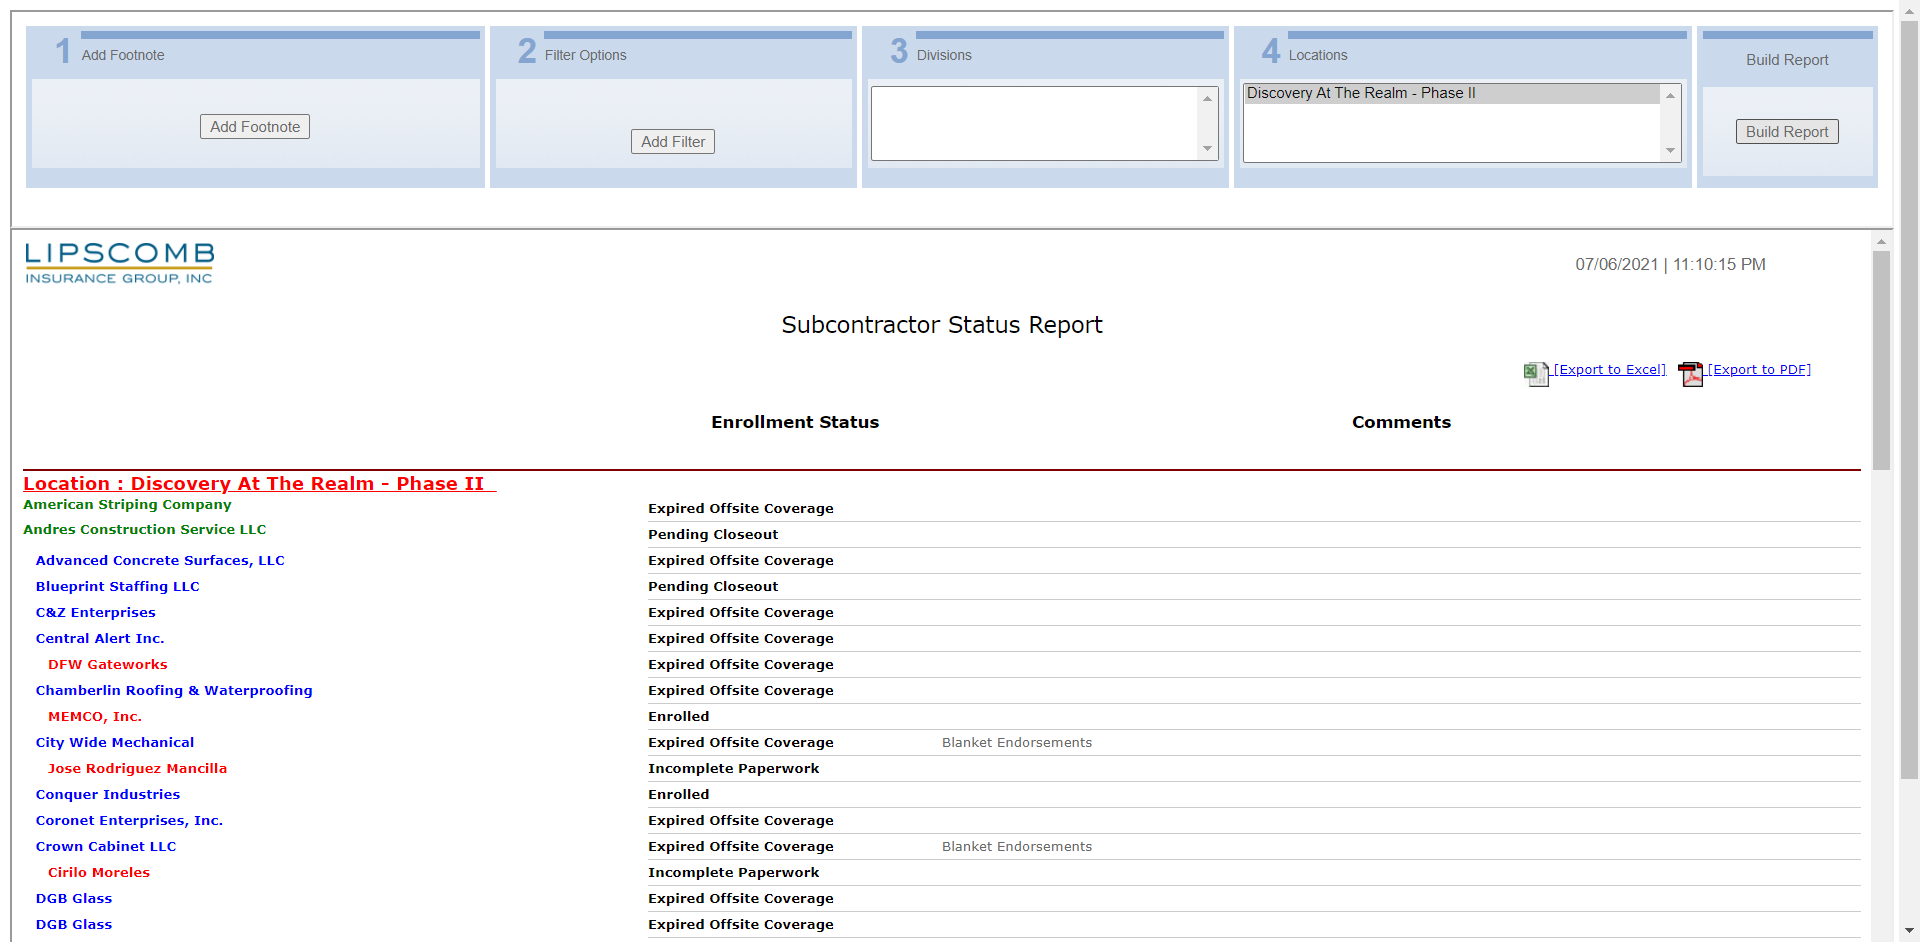 1 Add Footnote
2 Filter Options
3 Divisions
4 Locations
Build Report
Add Footnote
Add Filter
Discovery At The Realm - Phase II
Build Report
LIPSCOMB
INSURANCE GROUP, INC
07/06/2021 | 11:10:15 PM
Subcontractor Status Report
[Export to Excel] [Export to PDF]
Enrollment Status Comments
Location : Discovery At The Realm - Phase II
American Striping Company Expired Offsite Coverage
Andres Construction Service LLC Pending Closeout
Advanced Concrete Surfaces, LLC Expired Offsite Coverage
Blueprint Staffing LLC Pending Closeout
C&Z Enterprises Expired Offsite Coverage
Central Alert Inc. Expired Offsite Coverage
DFW Gateworks Expired Offsite Coverage
Chamberlin Roofing & Waterproofing Expired Offsite Coverage
MEMCO, Inc. Enrolled
City Wide Mechanical Expired Offsite Coverage Blanket Endorsements
Jose Rodriguez Mancilla Incomplete Paperwork
Conquer Industries Enrolled
Coronet Enterprises, Inc. Expired Offsite Coverage
Crown Cabinet LLC Expired Offsite Coverage Blanket Endorsements
Cirilo Moreles Incomplete Paperwork
DGB Glass Expired Offsite Coverage
DGB Glass Expired Offsite Coverage